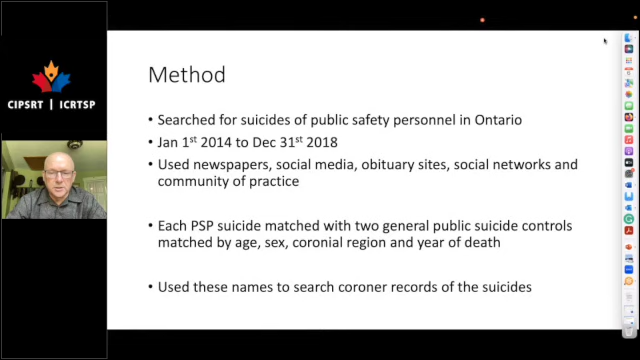 Method
• Searched for suicides of public safety personnel in Ontario
• Jan 1st 2014 to Dec 31st 2018
• Used newspapers, social media, obituary sites, social networks and
community of practice
• Each PSP suicide matched with two general public suicide controls
matched by age, sex, coronial region and year of death
• Used these names to search coroner records of the suicides
CIPSRT | ICRTSP